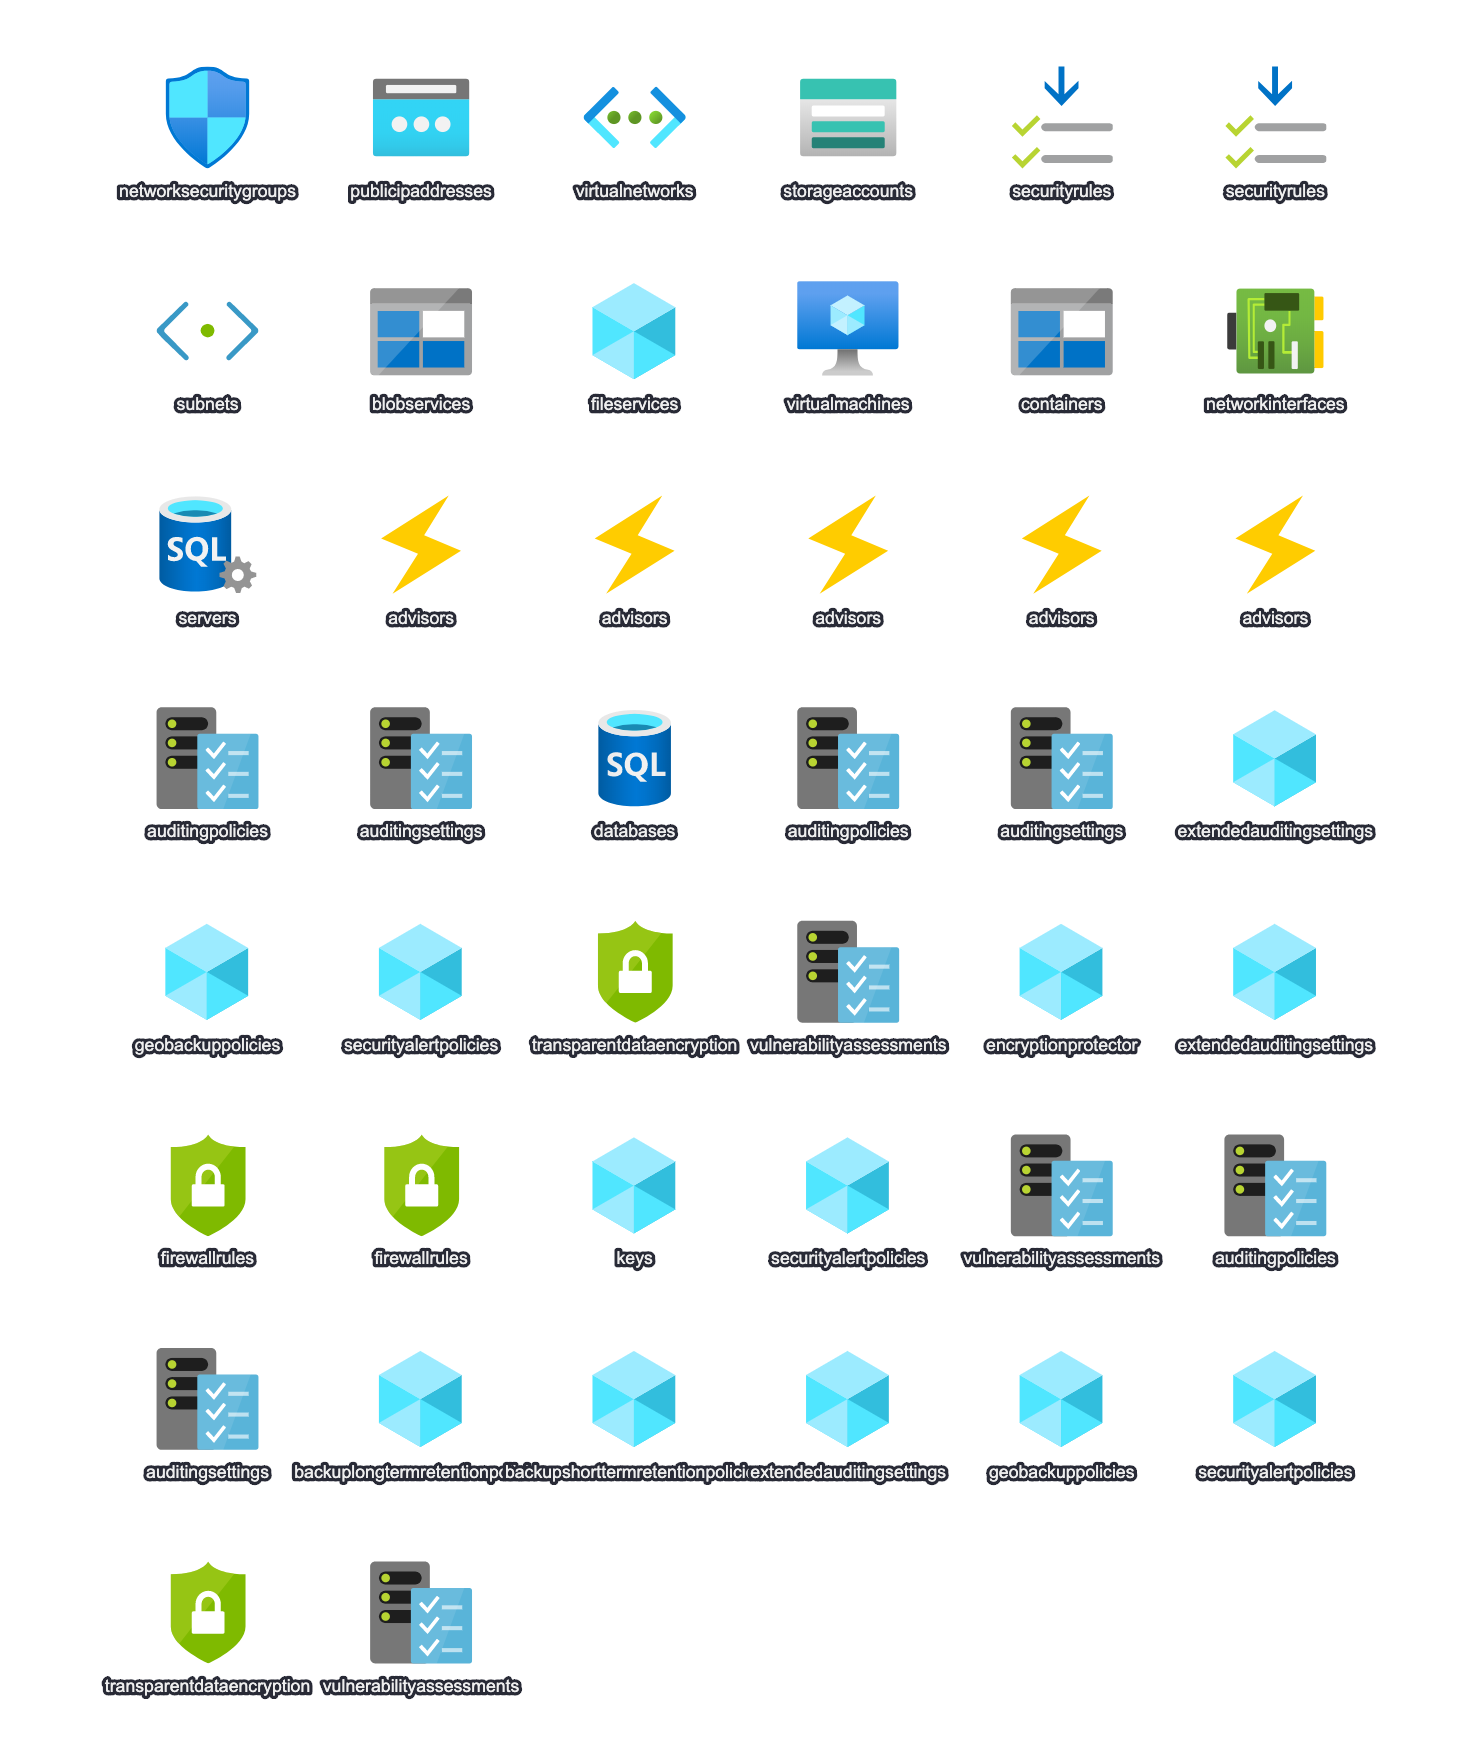 networksecuritygroups
publicipaddresses
virtualnetworks
storageaccounts
securityrules
securityrules
subnets
blobservices
fileservices
virtualmachines
containers
networkinterfaces
SQL
servers
advisors
advisors
advisors
advisors
advisors
auditingpolicies
auditingsettings
SQL
databases
auditingpolicies
auditingsettings
extendedauditingsettings
geobackuppolicies
securityalertpolicies
transparentdataencryption
vulnerabilityassessments
encryptionprotector
extendedauditingsettings
firewallrules
firewallrules
keys
securityalertpolicies
vulnerabilityassessments
auditingpolicies
auditingsettings
backuplongtermretentionpo
backupshorttermretentionpolici
extendedauditingsettings
geobackuppolicies
securityalertpolicies
transparentdataencryption
vulnerabilityassessments